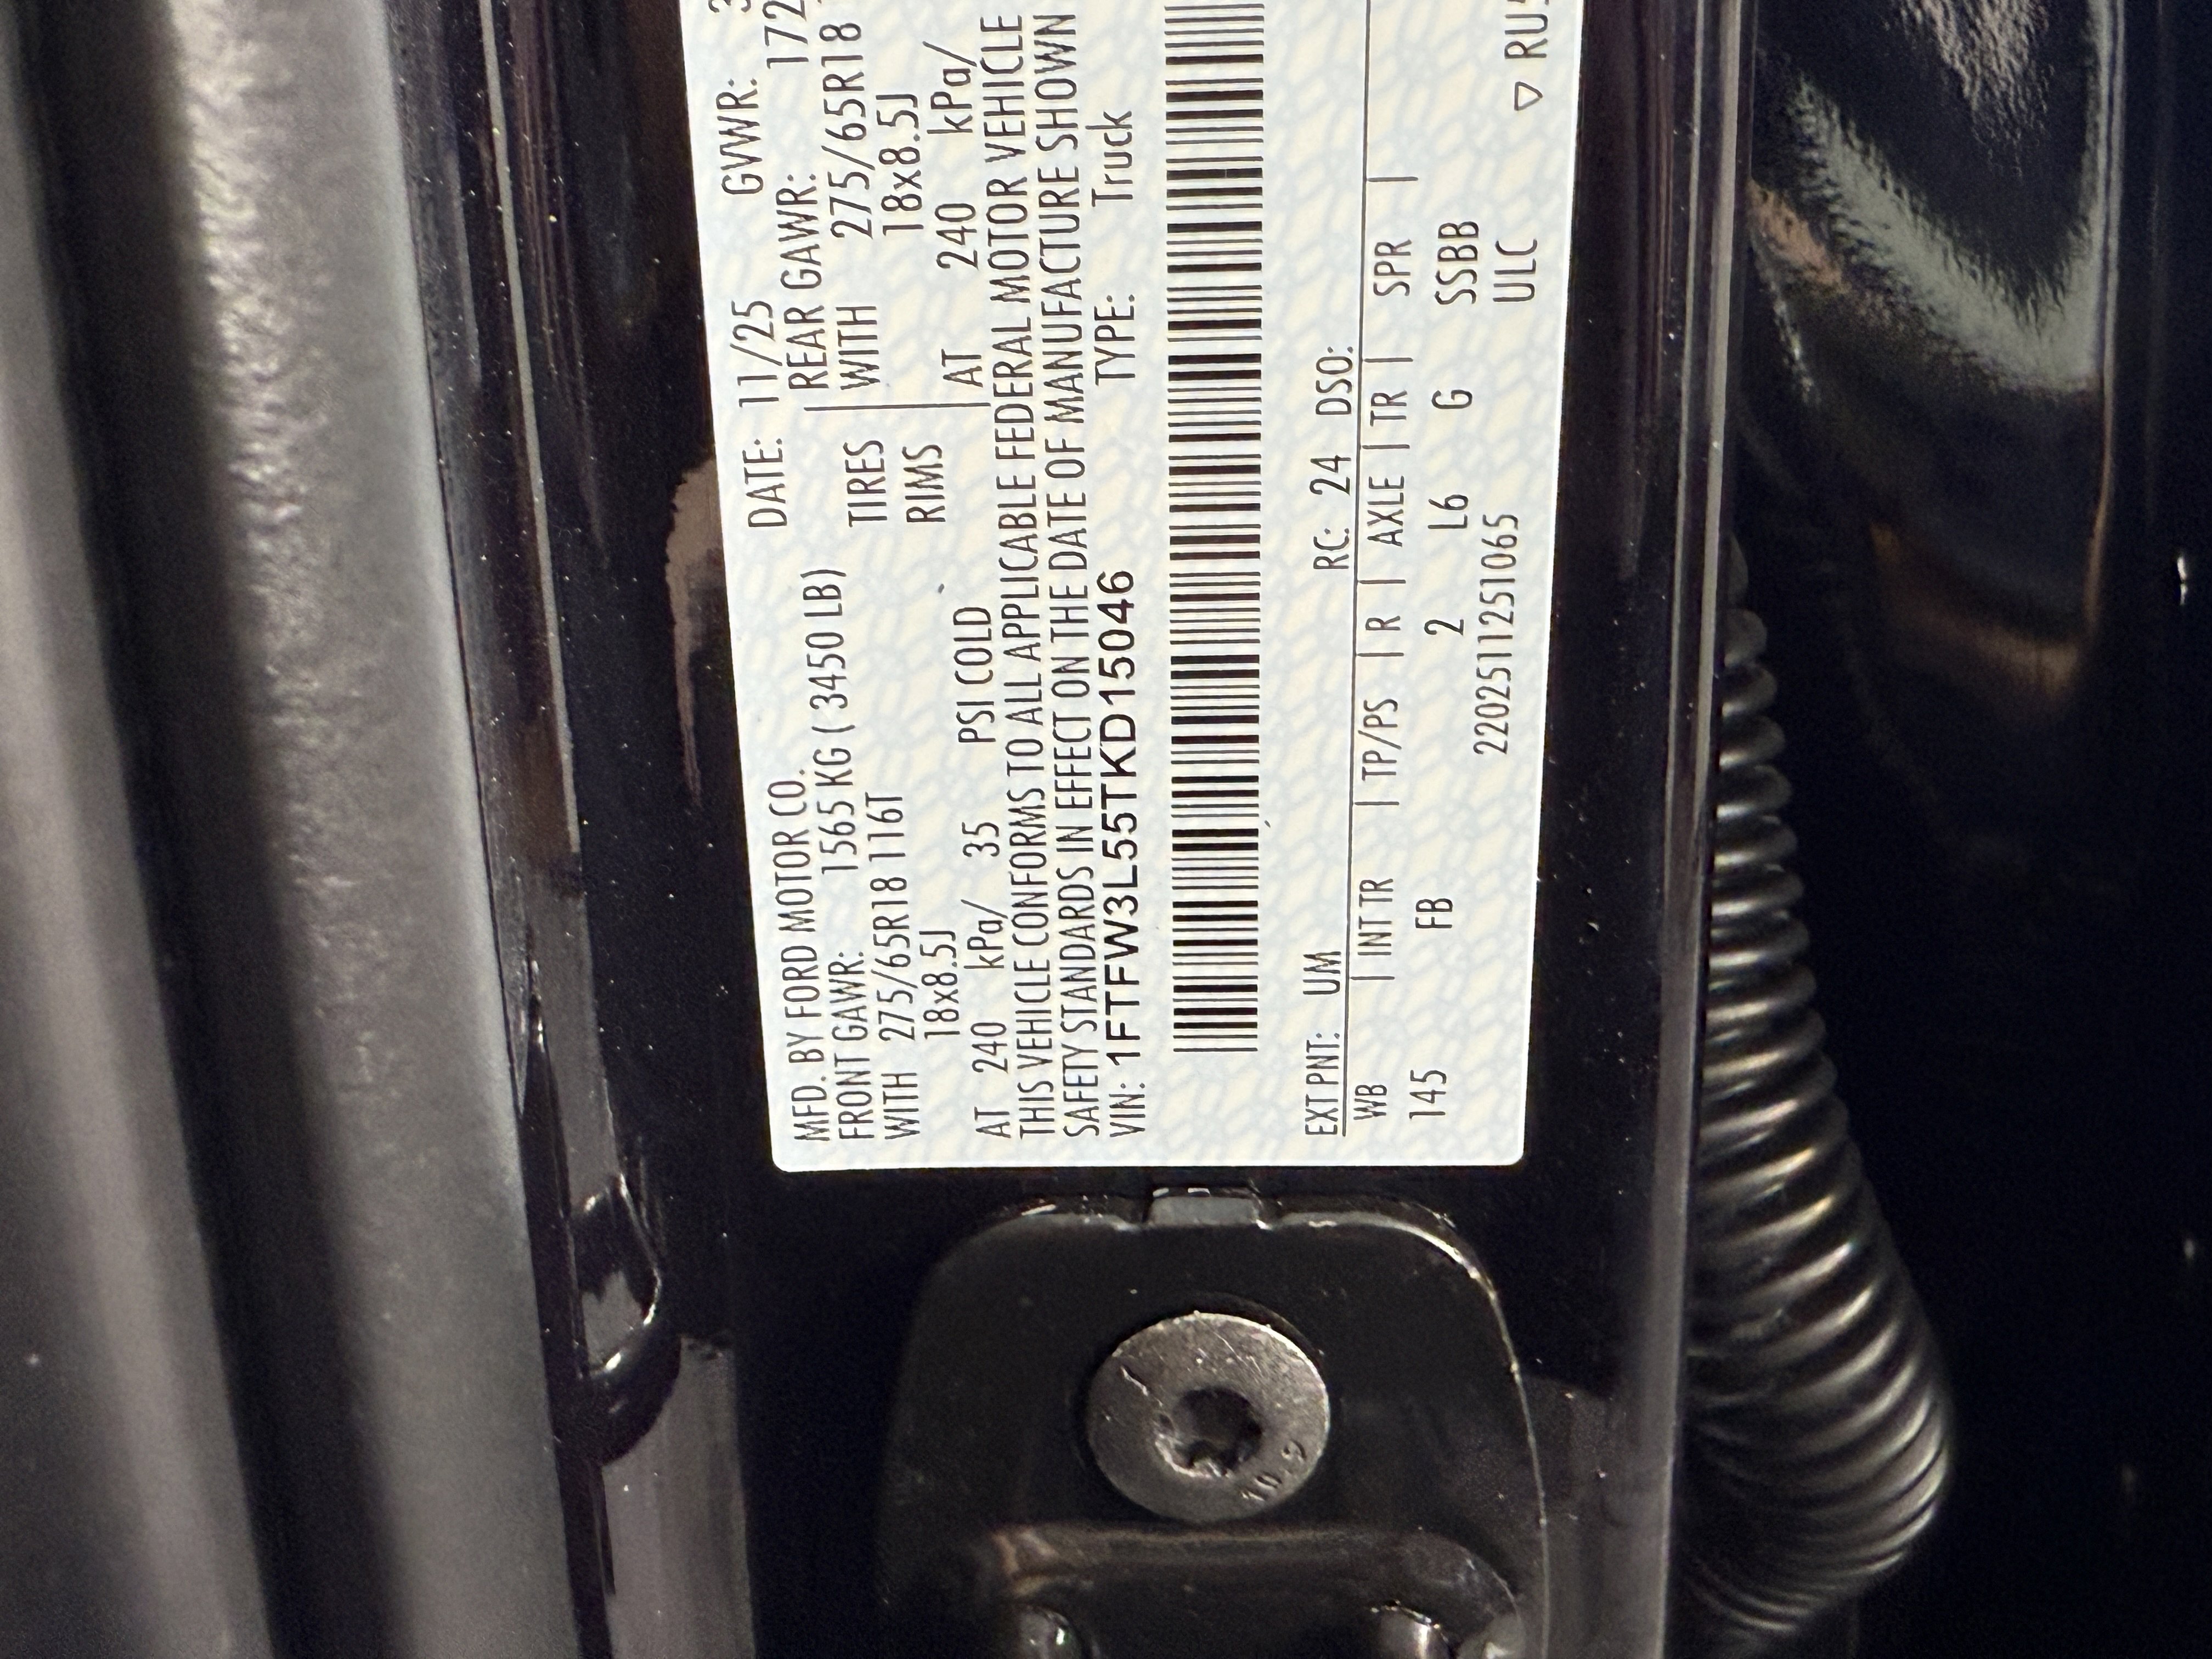 MFD. BY FORD MOTOR CO. DATE: 11/25 GVWR:
FRONT GAWR: 1565 KG ( 3450 LB) REAR GAWR: 172
WITH 275/65R18 116T TIRES WITH 275/65R18
18x8.5J RIMS 18x8.5J
AT 240 kPa/ 35 PSI COLD AT 240 kPa/
THIS VEHICLE CONFORMS TO ALL APPLICABLE FEDERAL MOTOR VEHICLE
SAFETY STANDARDS IN EFFECT ON THE DATE OF MANUFACTURE SHOWN
VIN: 1FTFW3L55TKD15046 TYPE: Truck
EXT PNT: UM RC: 24 DSO:
WB | INT TR | TP/PS | R | AXLE | TR | SPR |
145 FB 2 L6 G SSBB
2202511251065 ULC ▽ RUS
10.9